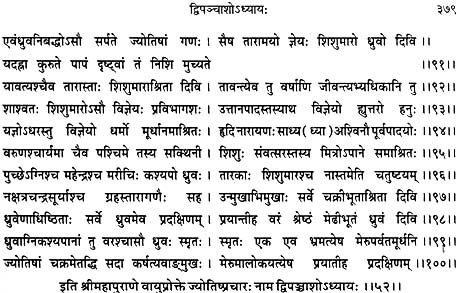 द्विपञ्चाशोऽध्यायः ३७९
एवंध्रुवनिबद्धोऽसौ सर्पते ज्योतिषां गणः । सैष तारामयो ज्ञेयः शिशुमारो ध्रुवो दिवि ।।
यदह्ना कुरुते पापं दृष्ट्वा तं निशि मुच्यते ।।९१।।
यावत्यश्चैव तारास्ताः शिशुमाराश्रिता दिवि । तावन्त्येव तु वर्षाणि जीवन्त्यभ्यधिकानि तु ।।९२।।
शाश्वतः शिशुमारोऽसौ विज्ञेयः प्रविभागशः । उत्तानपादस्तस्याथ विज्ञेयो ह्युत्तरो हनुः ।।९३।।
यज्ञोऽधरस्तु विज्ञेयो धर्मो मूर्धानमाश्रितः । हृदि नारायणः साध्य(ध्या) अश्विनौ पूर्वपादयोः ।।९४।।
वरुणश्चार्यमा चैव पश्चिमे तस्य सक्थिनी । शिशुः संवत्सरस्तस्य मित्रोऽपाने समाश्रितः ।।९५।।
पुच्छेऽग्निश्च महेन्द्रश्च मरीचिः कश्यपो ध्रुवः । तारकाः शिशुमारश्च नास्तमेति चतुष्टयम् ।।९६।।
नक्षत्रचन्द्रसूर्याश्च ग्रहस्तारागणैः सह । उन्मुखाभिमुखाः सर्वे चक्रीभूताश्रिता दिवि ।।९७।।
ध्रुवेणाधिष्ठिताः सर्वे ध्रुवमेव प्रदक्षिणम् । प्रयान्तीह वरं श्रेष्ठं मेढीभूतं ध्रुवं दिवि ।।९८।।
ध्रुवाग्निकश्यपानां तु वरश्चासौ ध्रुवः स्मृतः । एक एव भ्रमत्येष मेरुपर्वतमूर्धनि ।।९९।।
ज्योतिषां चक्रमेतद्धि सदा कर्षत्यवाङ्मुखः । मेरुमालोकयत्येष प्रयातीह प्रदक्षिणम् ।।१००।।
इति श्रीमहापुराणे वायुप्रोक्ते ज्योतिष्प्रचारः नाम द्विपञ्चाशोऽध्यायः ।।५२।।